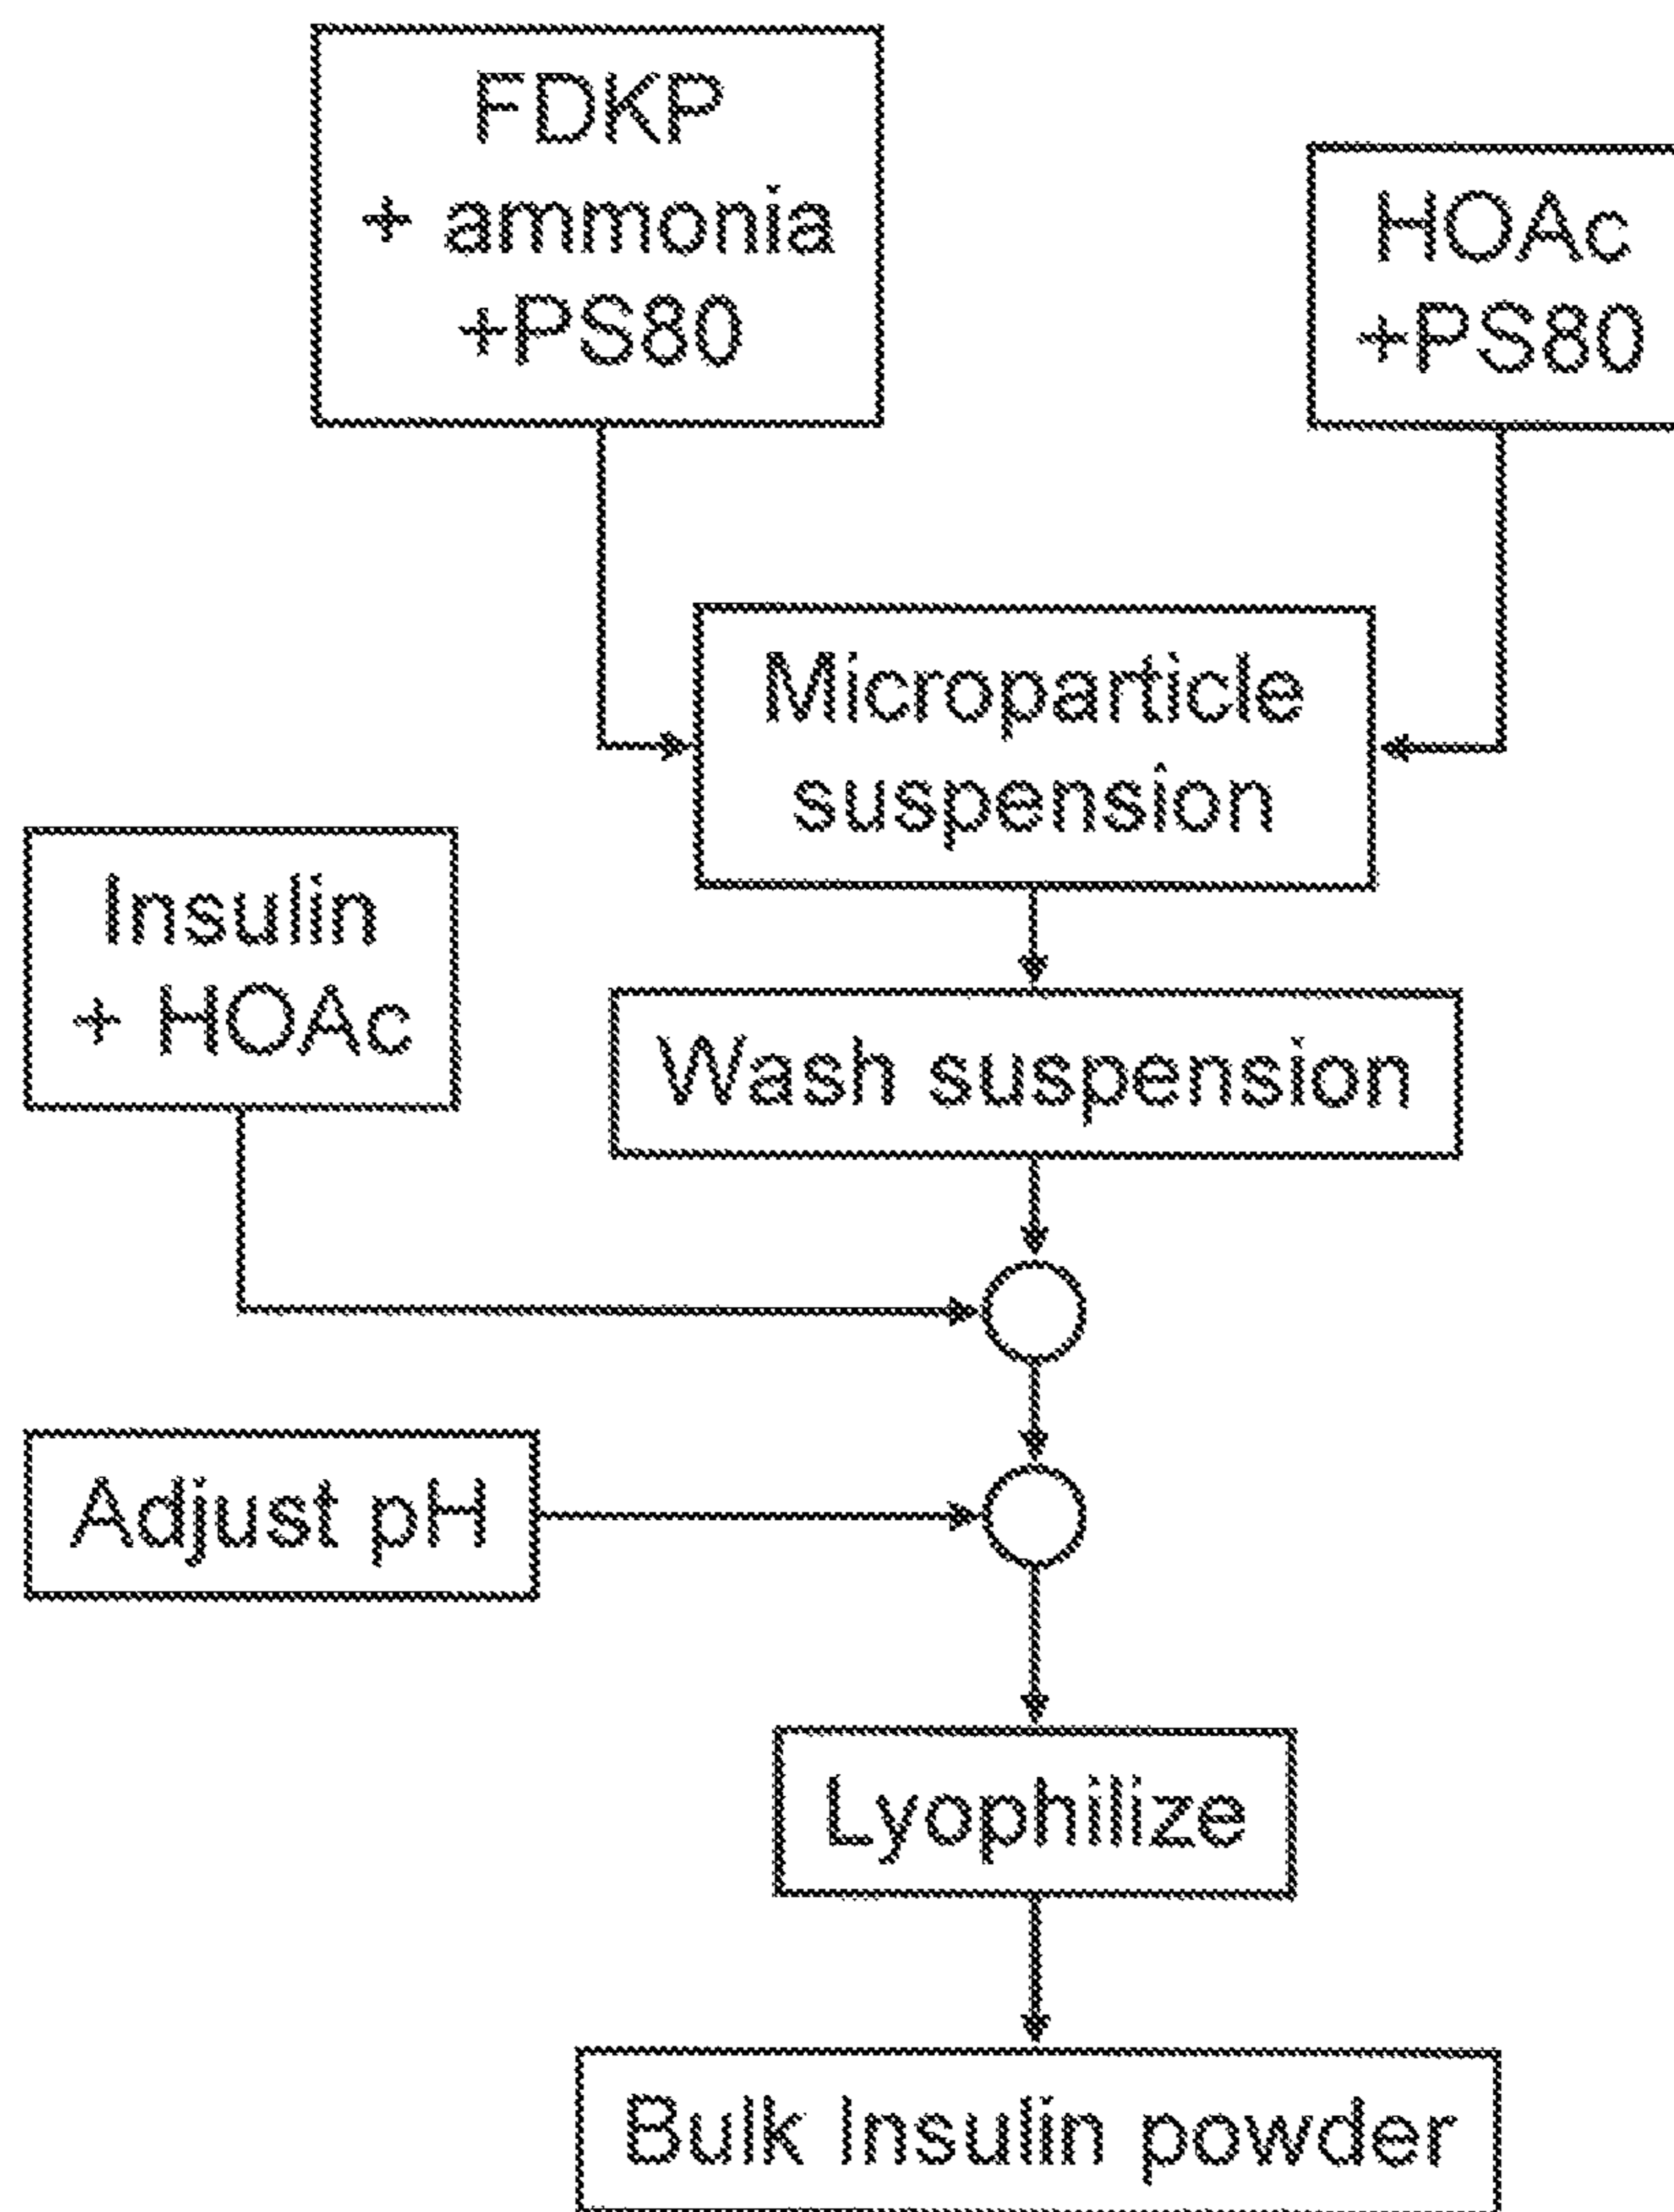 FDKP
+ ammonia
+PS80
HOAc
+PS80
Microparticle
suspension
Insulin
+ HOAc
Wash suspension
Adjust pH
Lyophilize
Bulk Insulin powder